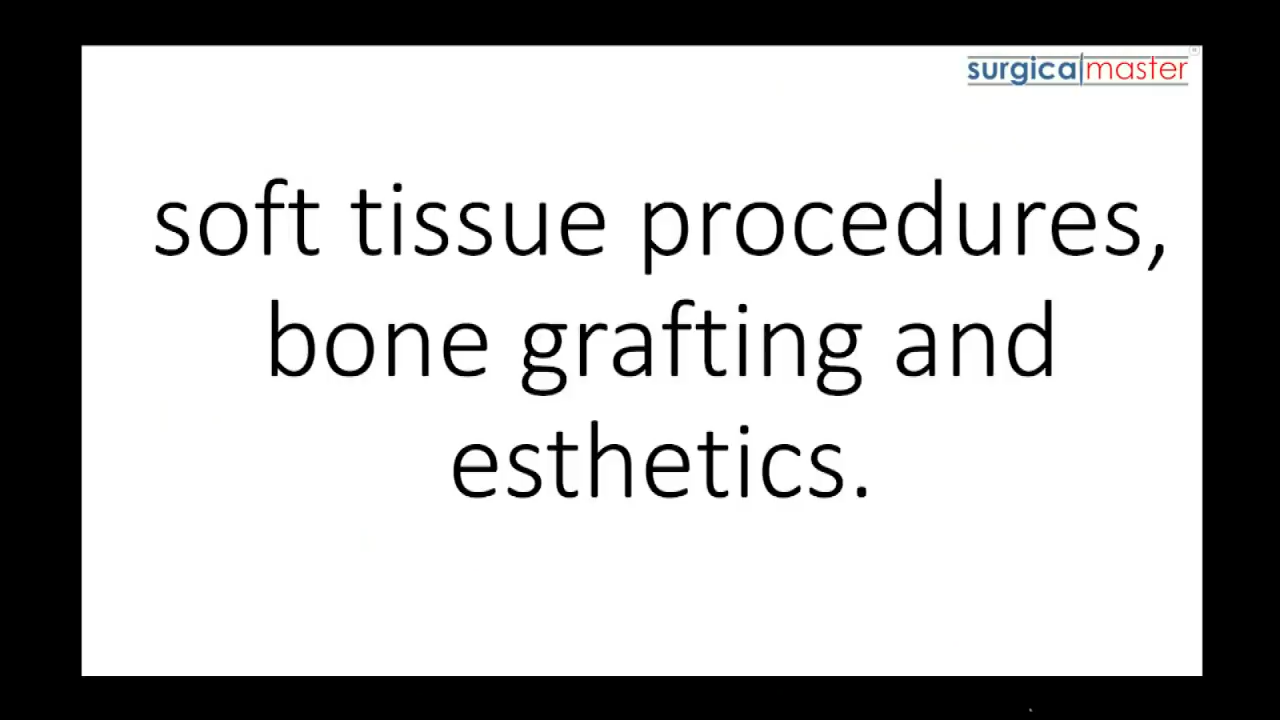 surgicalmaster
soft tissue procedures,
bone grafting and
esthetics.